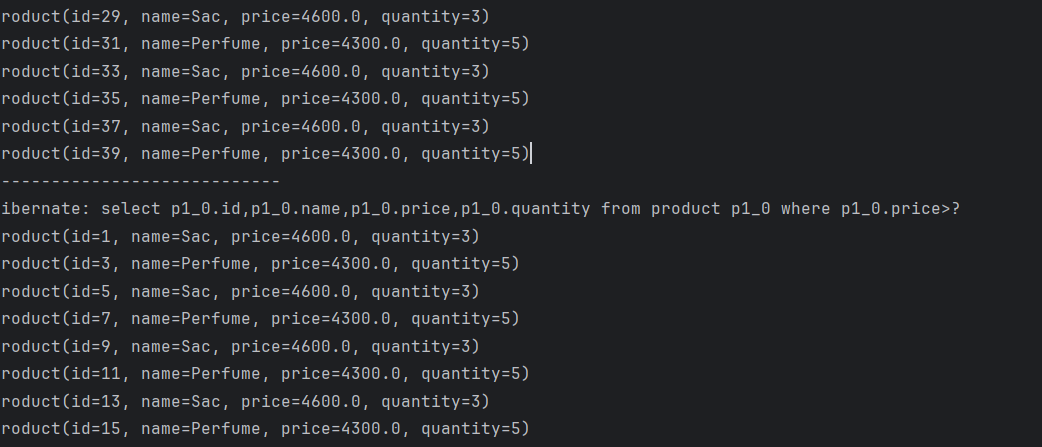 roduct(id=29, name=Sac, price=4600.0, quantity=3)
roduct(id=31, name=Perfume, price=4300.0, quantity=5)
roduct(id=33, name=Sac, price=4600.0, quantity=3)
roduct(id=35, name=Perfume, price=4300.0, quantity=5)
roduct(id=37, name=Sac, price=4600.0, quantity=3)
roduct(id=39, name=Perfume, price=4300.0, quantity=5)
----------------------------
ibernate: select p1_0.id,p1_0.name,p1_0.price,p1_0.quantity from product p1_0 where p1_0.price>?
roduct(id=1, name=Sac, price=4600.0, quantity=3)
roduct(id=3, name=Perfume, price=4300.0, quantity=5)
roduct(id=5, name=Sac, price=4600.0, quantity=3)
roduct(id=7, name=Perfume, price=4300.0, quantity=5)
roduct(id=9, name=Sac, price=4600.0, quantity=3)
roduct(id=11, name=Perfume, price=4300.0, quantity=5)
roduct(id=13, name=Sac, price=4600.0, quantity=3)
roduct(id=15, name=Perfume, price=4300.0, quantity=5)